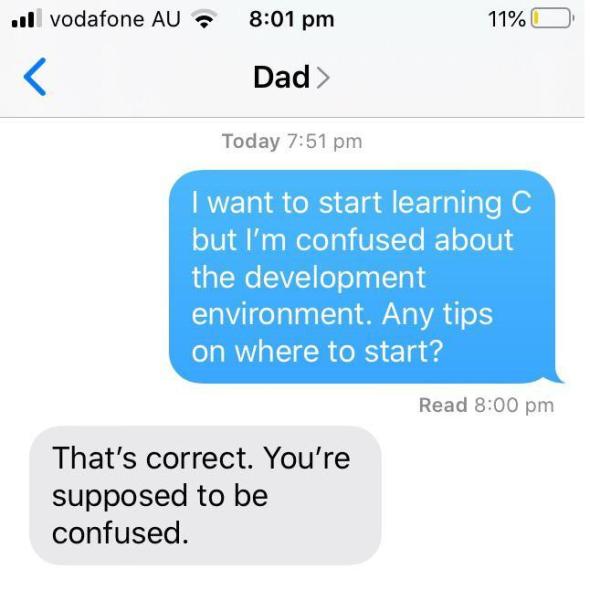 vodafone AU 8:01 pm 11%
Dad
Today 7:51 pm
I want to start learning C
but I'm confused about
the development
environment. Any tips
on where to start?
Read 8:00 pm
That's correct. You're
supposed to be
confused.